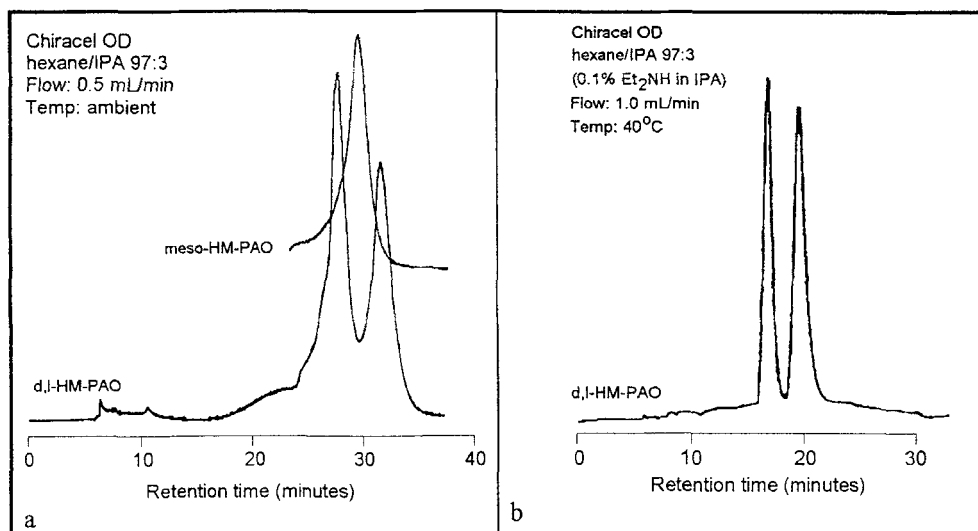 Chiracel OD
hexane/IPA 97:3
Flow: 0.5 mL/min
Temp: ambient
meso-HM-PAO
d,l-HM-PAO
0 10 20 30 40
Retention time (minutes)
a
Chiracel OD
hexane/IPA 97:3
(0.1% Et₂NH in IPA)
Flow: 1.0 mL/min
Temp: 40°C
d,l-HM-PAO
0 10 20 30
Retention time (minutes)
b